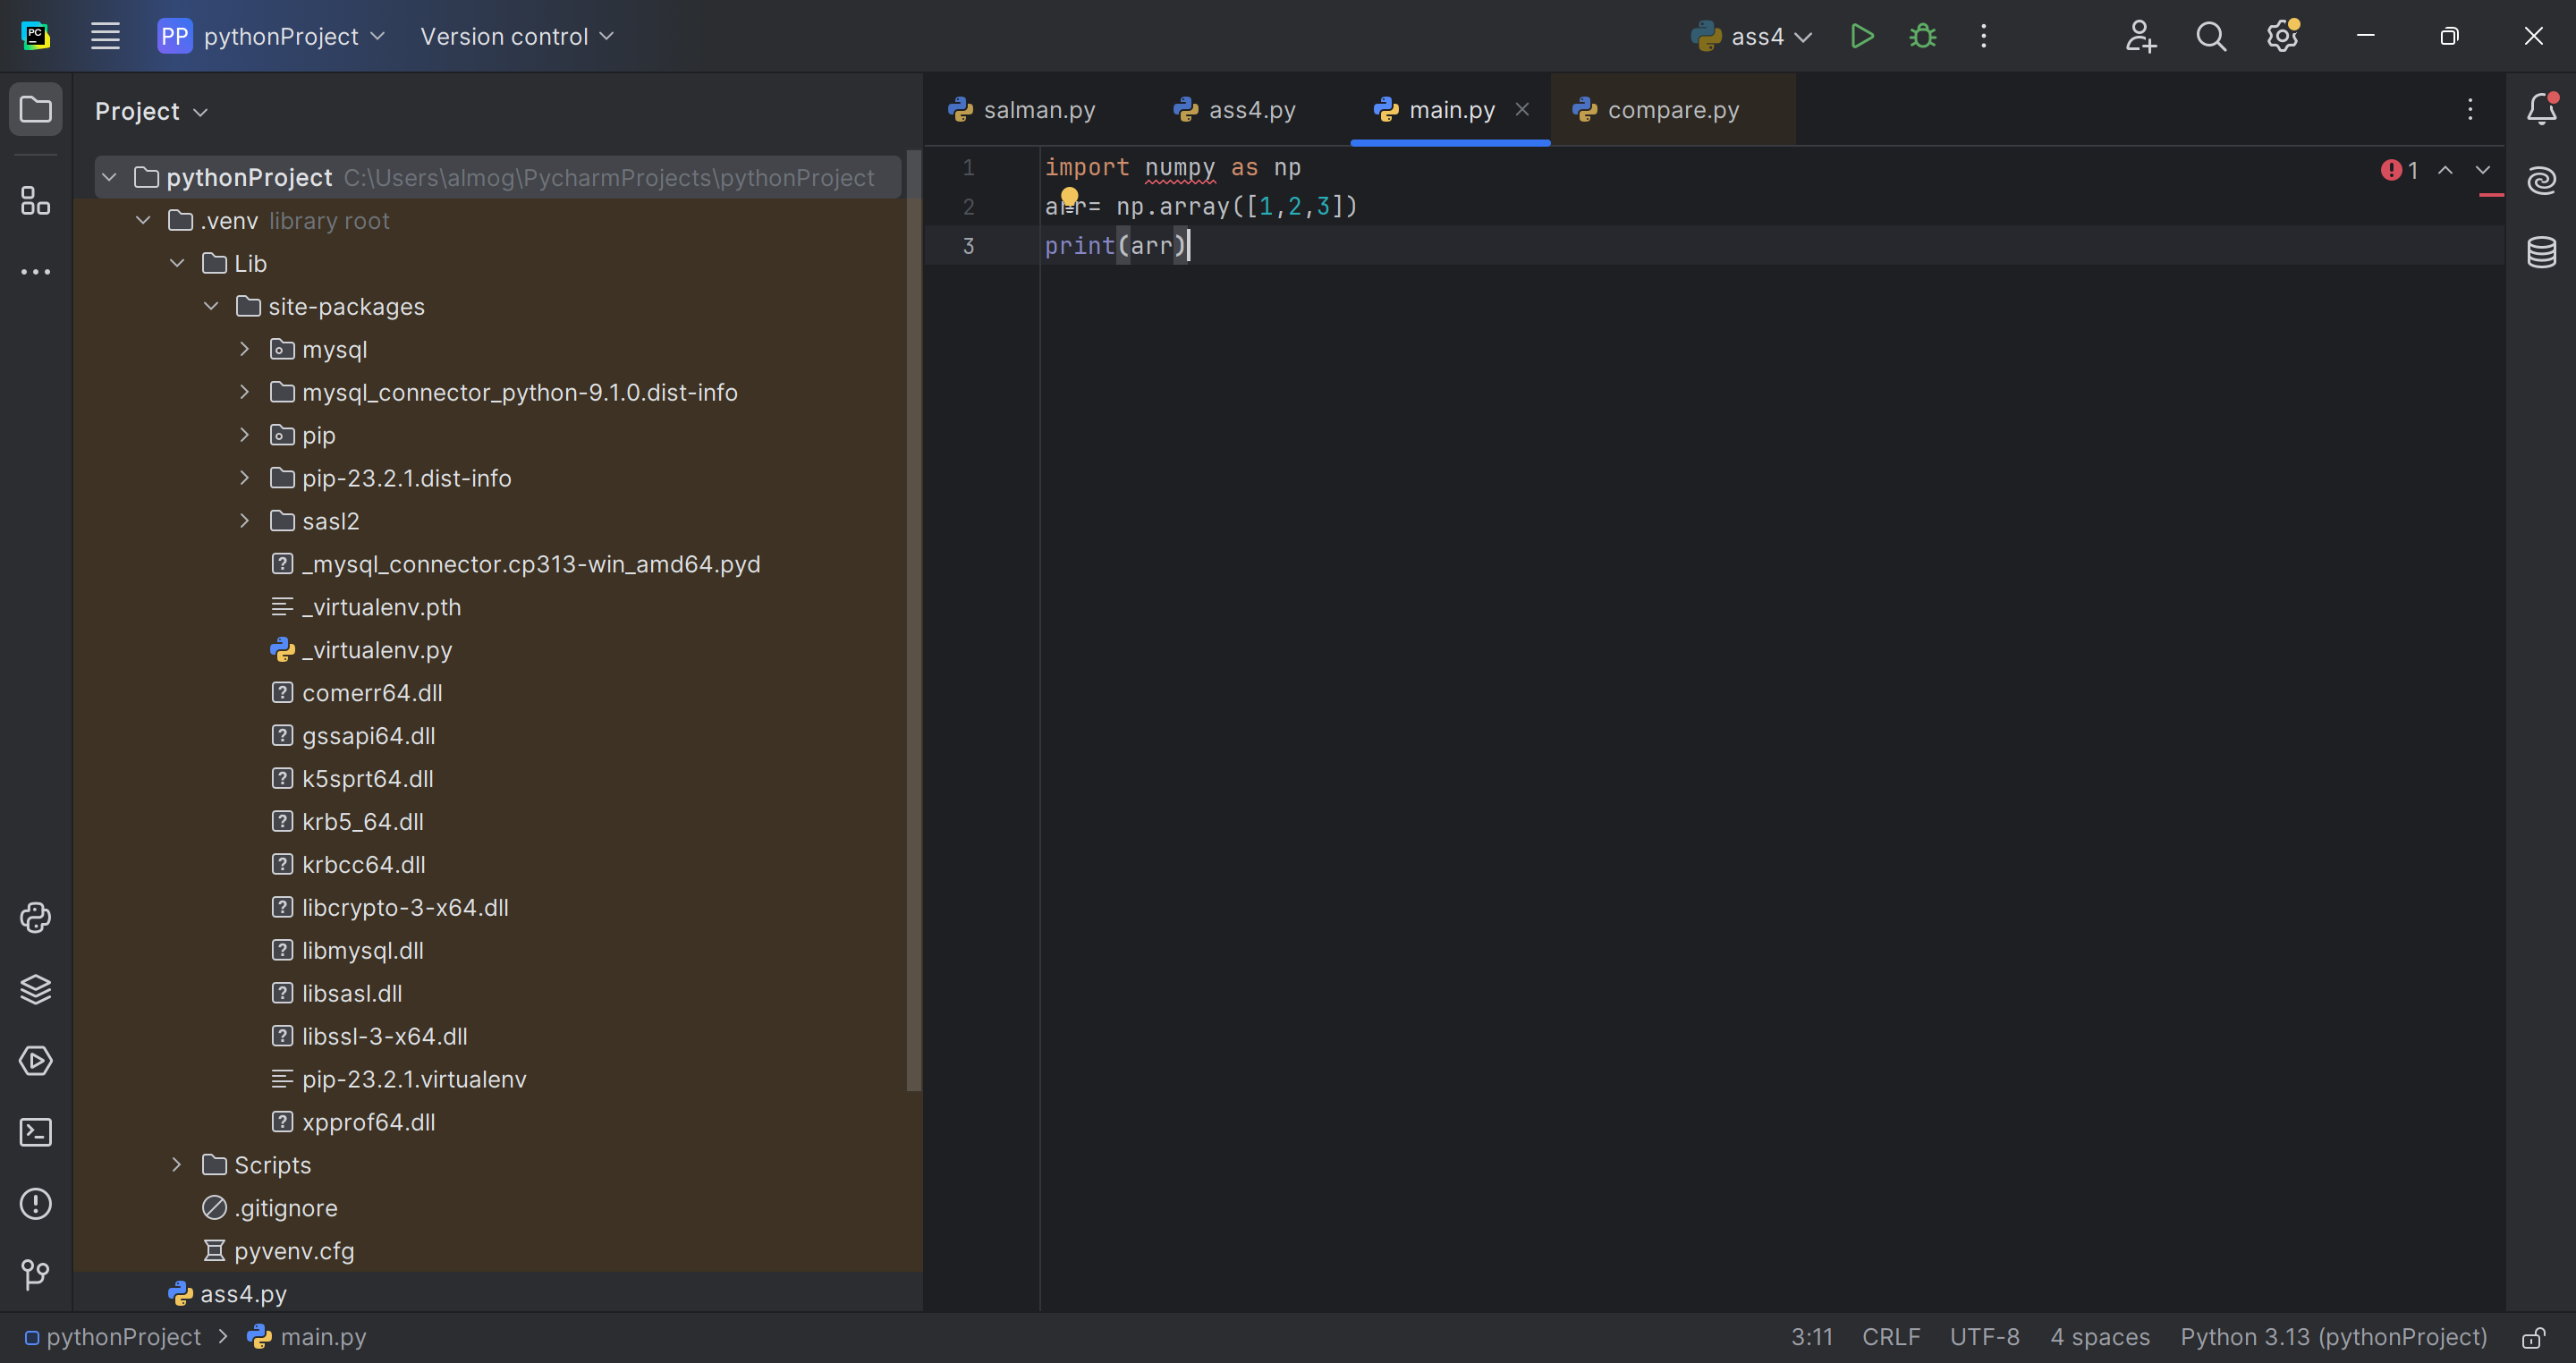 PC
PP pythonProject Version control ass4
Project
salman.py ass4.py main.py compare.py
pythonProject C:\Users\almog\PycharmProjects\pythonProject
.venv library root
Lib
site-packages
mysql
mysql_connector_python-9.1.0.dist-info
pip
pip-23.2.1.dist-info
sasl2
_mysql_connector.cp313-win_amd64.pyd
_virtualenv.pth
_virtualenv.py
comerr64.dll
gssapi64.dll
k5sprt64.dll
krb5_64.dll
krbcc64.dll
libcrypto-3-x64.dll
libmysql.dll
libsasl.dll
libssl-3-x64.dll
pip-23.2.1.virtualenv
xpprof64.dll
Scripts
.gitignore
pyvenv.cfg
ass4.py
1 import numpy as np
2 arr= np.array([1,2,3])
3 print(arr)
1
pythonProject > main.py
3:11 CRLF UTF-8 4 spaces Python 3.13 (pythonProject)